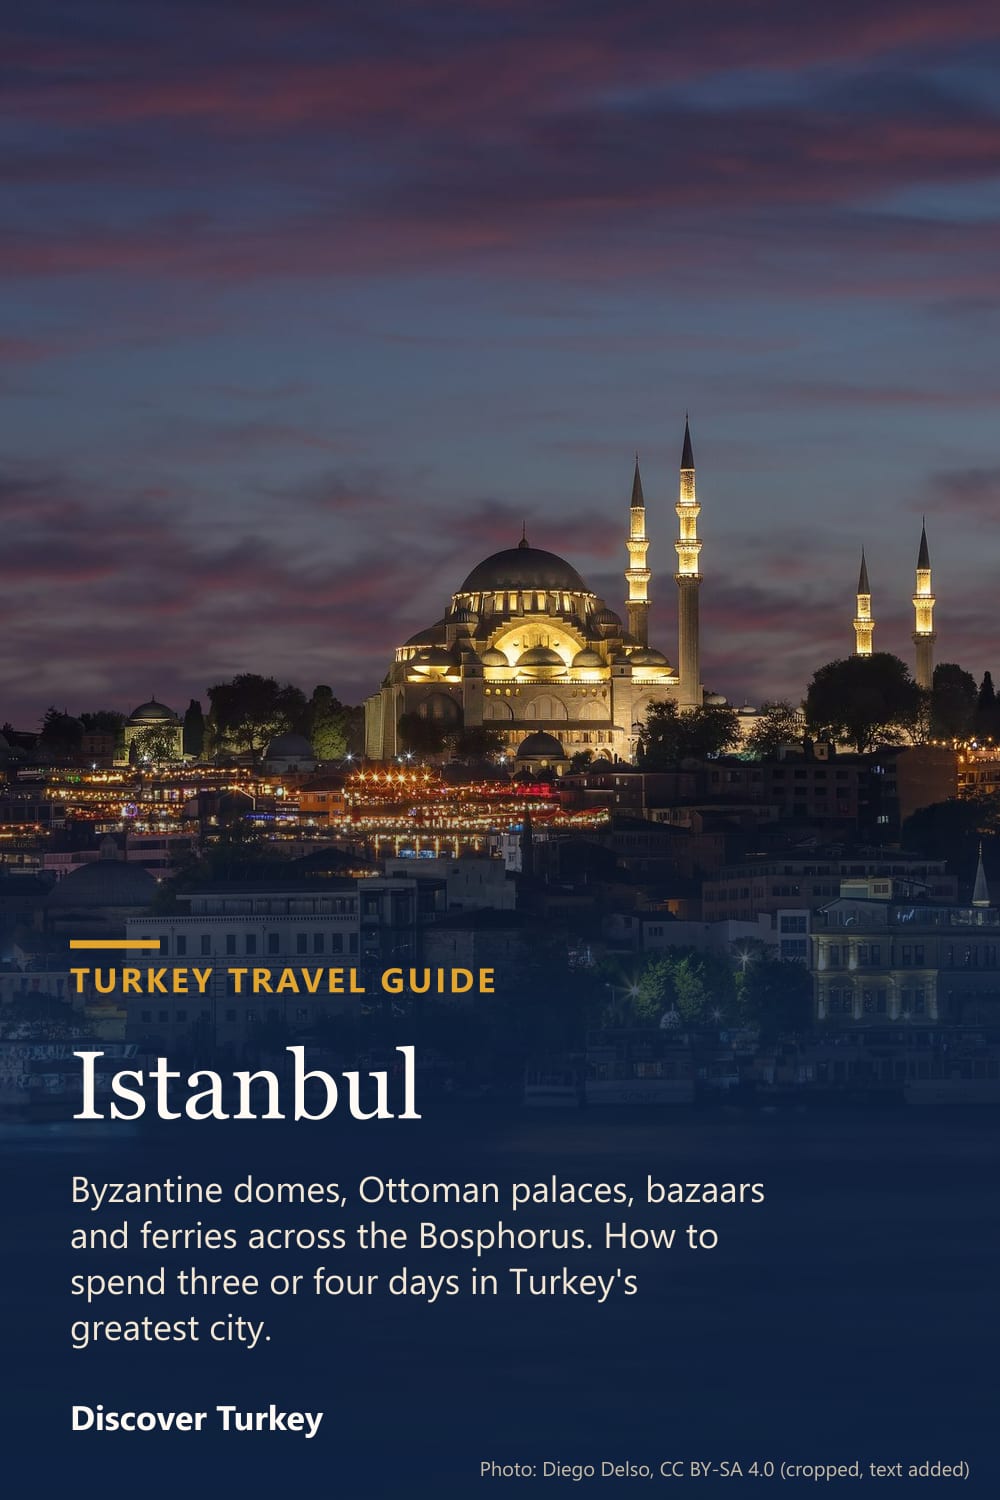 TURKEY TRAVEL GUIDE
Istanbul
Byzantine domes, Ottoman palaces, bazaars
and ferries across the Bosphorus. How to
spend three or four days in Turkey's
greatest city.
Discover Turkey
Photo: Diego Delso, CC BY-SA 4.0 (cropped, text added)